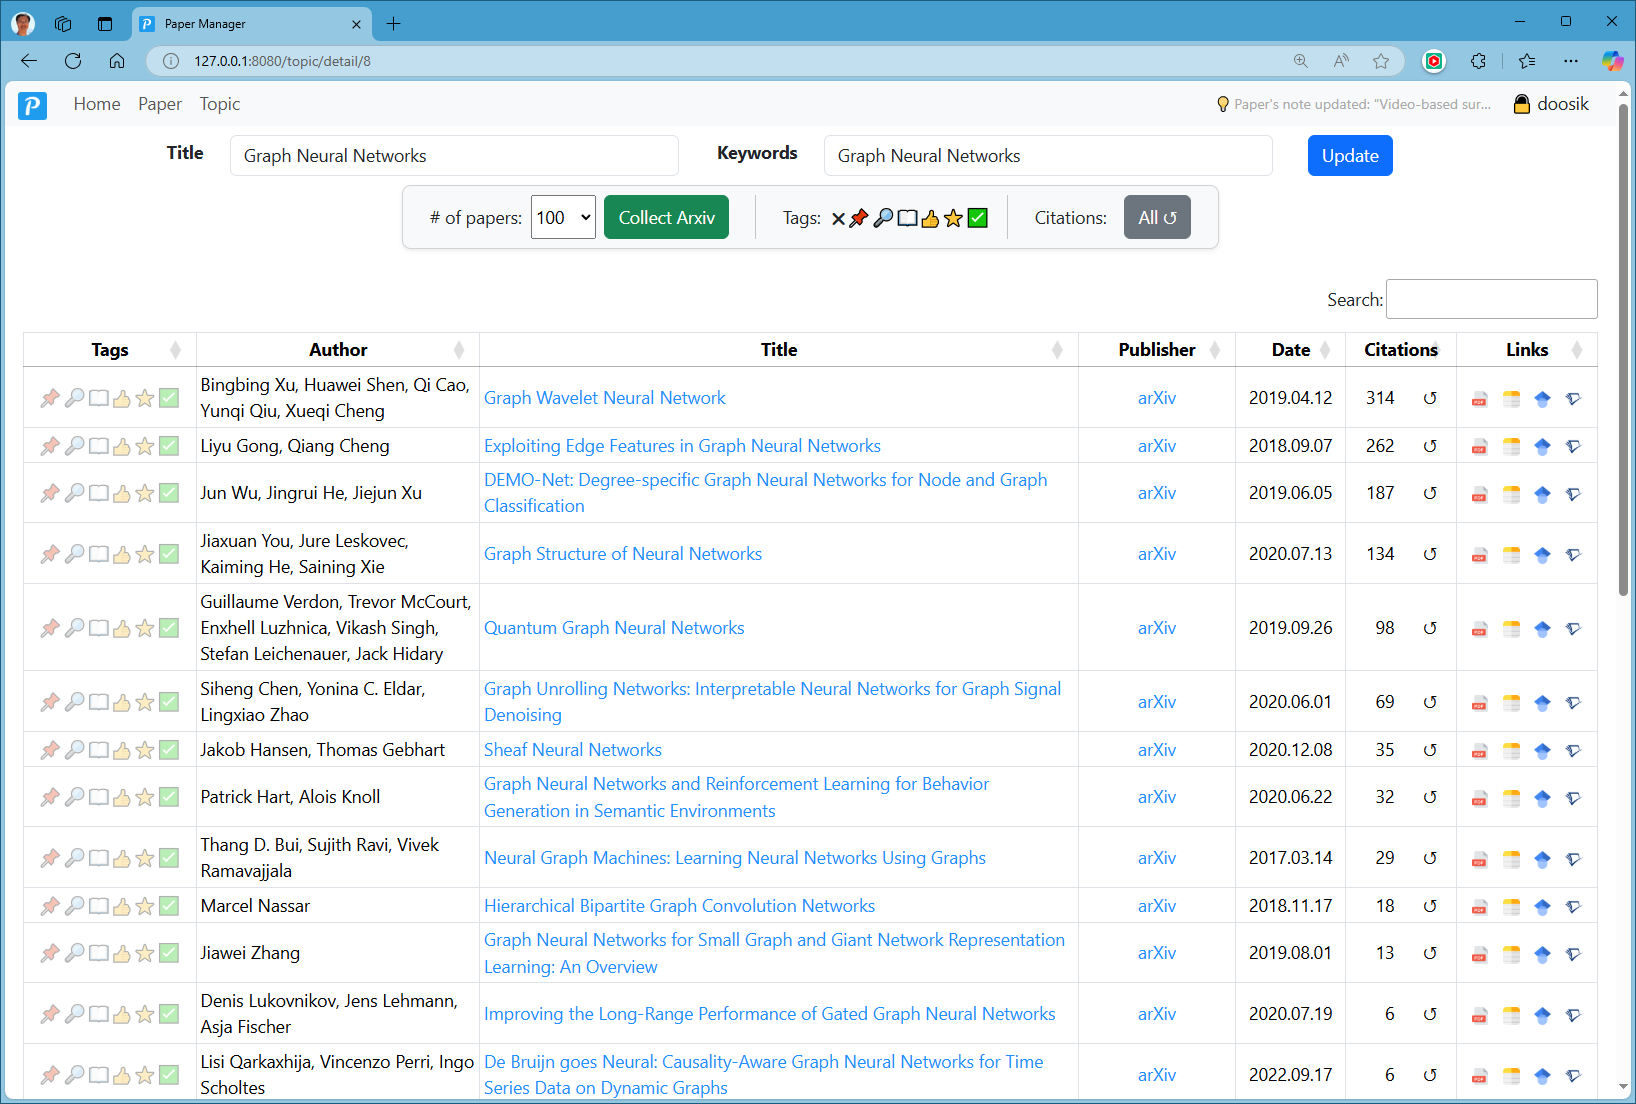 Paper Manager
127.0.0.1:8080/topic/detail/8
Home Paper Topic
Paper's note updated: "Video-based sur...
doosik
Title Graph Neural Networks Keywords Graph Neural Networks Update
# of papers: 100 Collect Arxiv Tags: Citations: All ↺
Search:
Tags Author Title Publisher Date Citations Links
Bingbing Xu, Huawei Shen, Qi Cao,
Yunqi Qiu, Xueqi Cheng
Graph Wavelet Neural Network
arXiv 2019.04.12 314 ↺
Liyu Gong, Qiang Cheng
Exploiting Edge Features in Graph Neural Networks
arXiv 2018.09.07 262 ↺
Jun Wu, Jingrui He, Jiejun Xu
DEMO-Net: Degree-specific Graph Neural Networks for Node and Graph
Classification
arXiv 2019.06.05 187 ↺
Jiaxuan You, Jure Leskovec,
Kaiming He, Saining Xie
Graph Structure of Neural Networks
arXiv 2020.07.13 134 ↺
Guillaume Verdon, Trevor McCourt,
Enxhell Luzhnica, Vikash Singh,
Stefan Leichenauer, Jack Hidary
Quantum Graph Neural Networks
arXiv 2019.09.26 98 ↺
Siheng Chen, Yonina C. Eldar,
Lingxiao Zhao
Graph Unrolling Networks: Interpretable Neural Networks for Graph Signal
Denoising
arXiv 2020.06.01 69 ↺
Jakob Hansen, Thomas Gebhart
Sheaf Neural Networks
arXiv 2020.12.08 35 ↺
Patrick Hart, Alois Knoll
Graph Neural Networks and Reinforcement Learning for Behavior
Generation in Semantic Environments
arXiv 2020.06.22 32 ↺
Thang D. Bui, Sujith Ravi, Vivek
Ramavajjala
Neural Graph Machines: Learning Neural Networks Using Graphs
arXiv 2017.03.14 29 ↺
Marcel Nassar
Hierarchical Bipartite Graph Convolution Networks
arXiv 2018.11.17 18 ↺
Jiawei Zhang
Graph Neural Networks for Small Graph and Giant Network Representation
Learning: An Overview
arXiv 2019.08.01 13 ↺
Denis Lukovnikov, Jens Lehmann,
Asja Fischer
Improving the Long-Range Performance of Gated Graph Neural Networks
arXiv 2020.07.19 6 ↺
Lisi Qarkaxhija, Vincenzo Perri, Ingo
Scholtes
De Bruijn goes Neural: Causality-Aware Graph Neural Networks for Time
Series Data on Dynamic Graphs
arXiv 2022.09.17 6 ↺